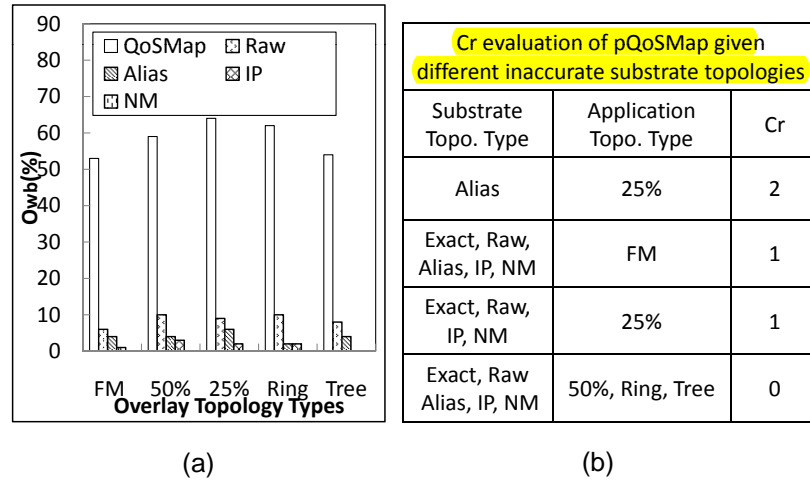 90
80
70
60
50
40
30
20
10
0
Owb(%)
QoSMap
Raw
Alias
IP
NM
FM 50% 25% Ring Tree
Overlay Topology Types
(a)
Cr evaluation of pQoSMap given
different inaccurate substrate topologies
Substrate
Topo. Type
Application
Topo. Type
Cr
Alias
25%
2
Exact, Raw,
Alias, IP, NM
FM
1
Exact, Raw,
IP, NM
25%
1
Exact, Raw
Alias, IP, NM
50%, Ring, Tree
0
(b)